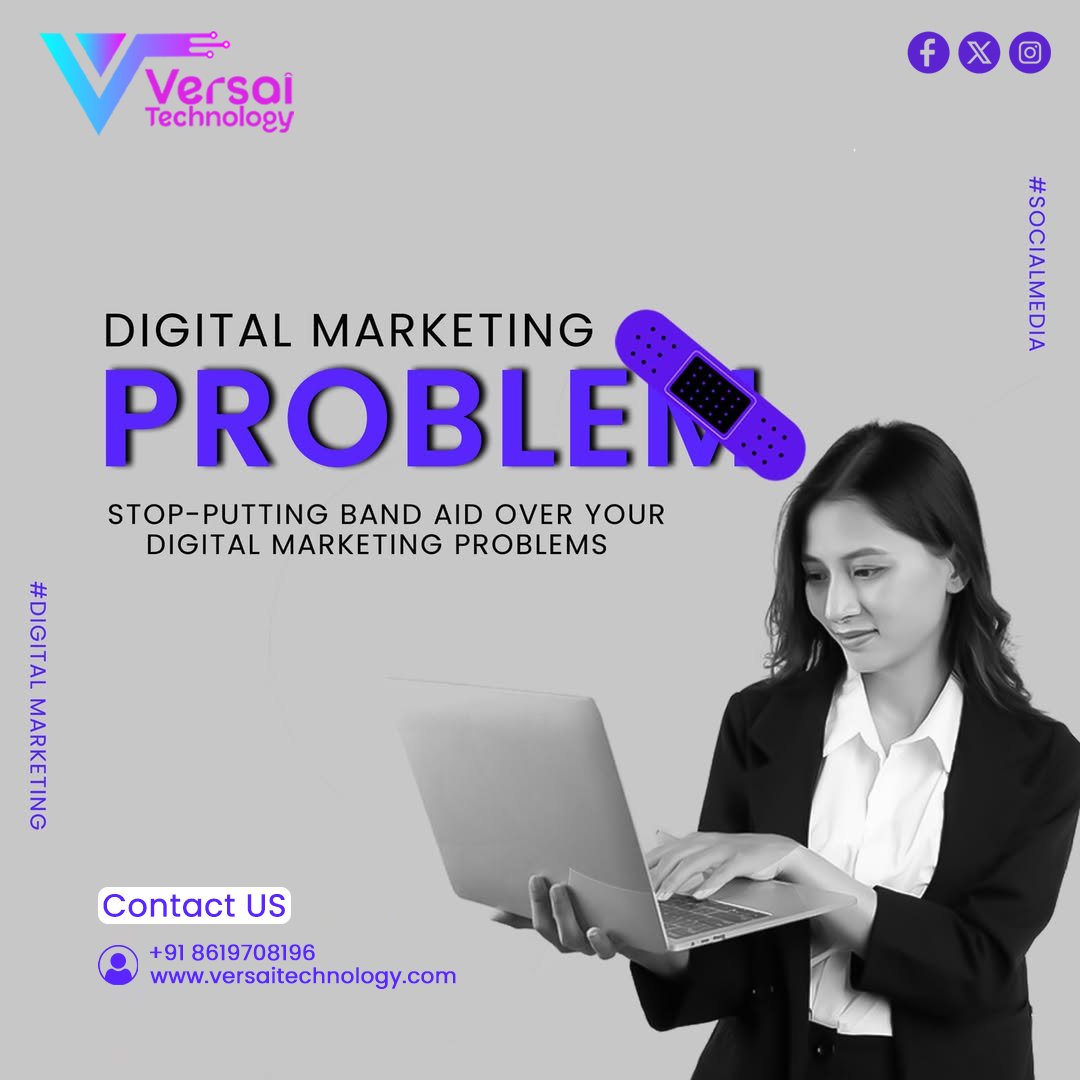 Versai
Technology
#SOCIALMEDIA
DIGITAL MARKETING
PROBLEM
STOP-PUTTING BAND AID OVER YOUR
DIGITAL MARKETING PROBLEMS
#DIGITAL MARKETING
Contact US
+91 8619708196
www.versaitechnology.com